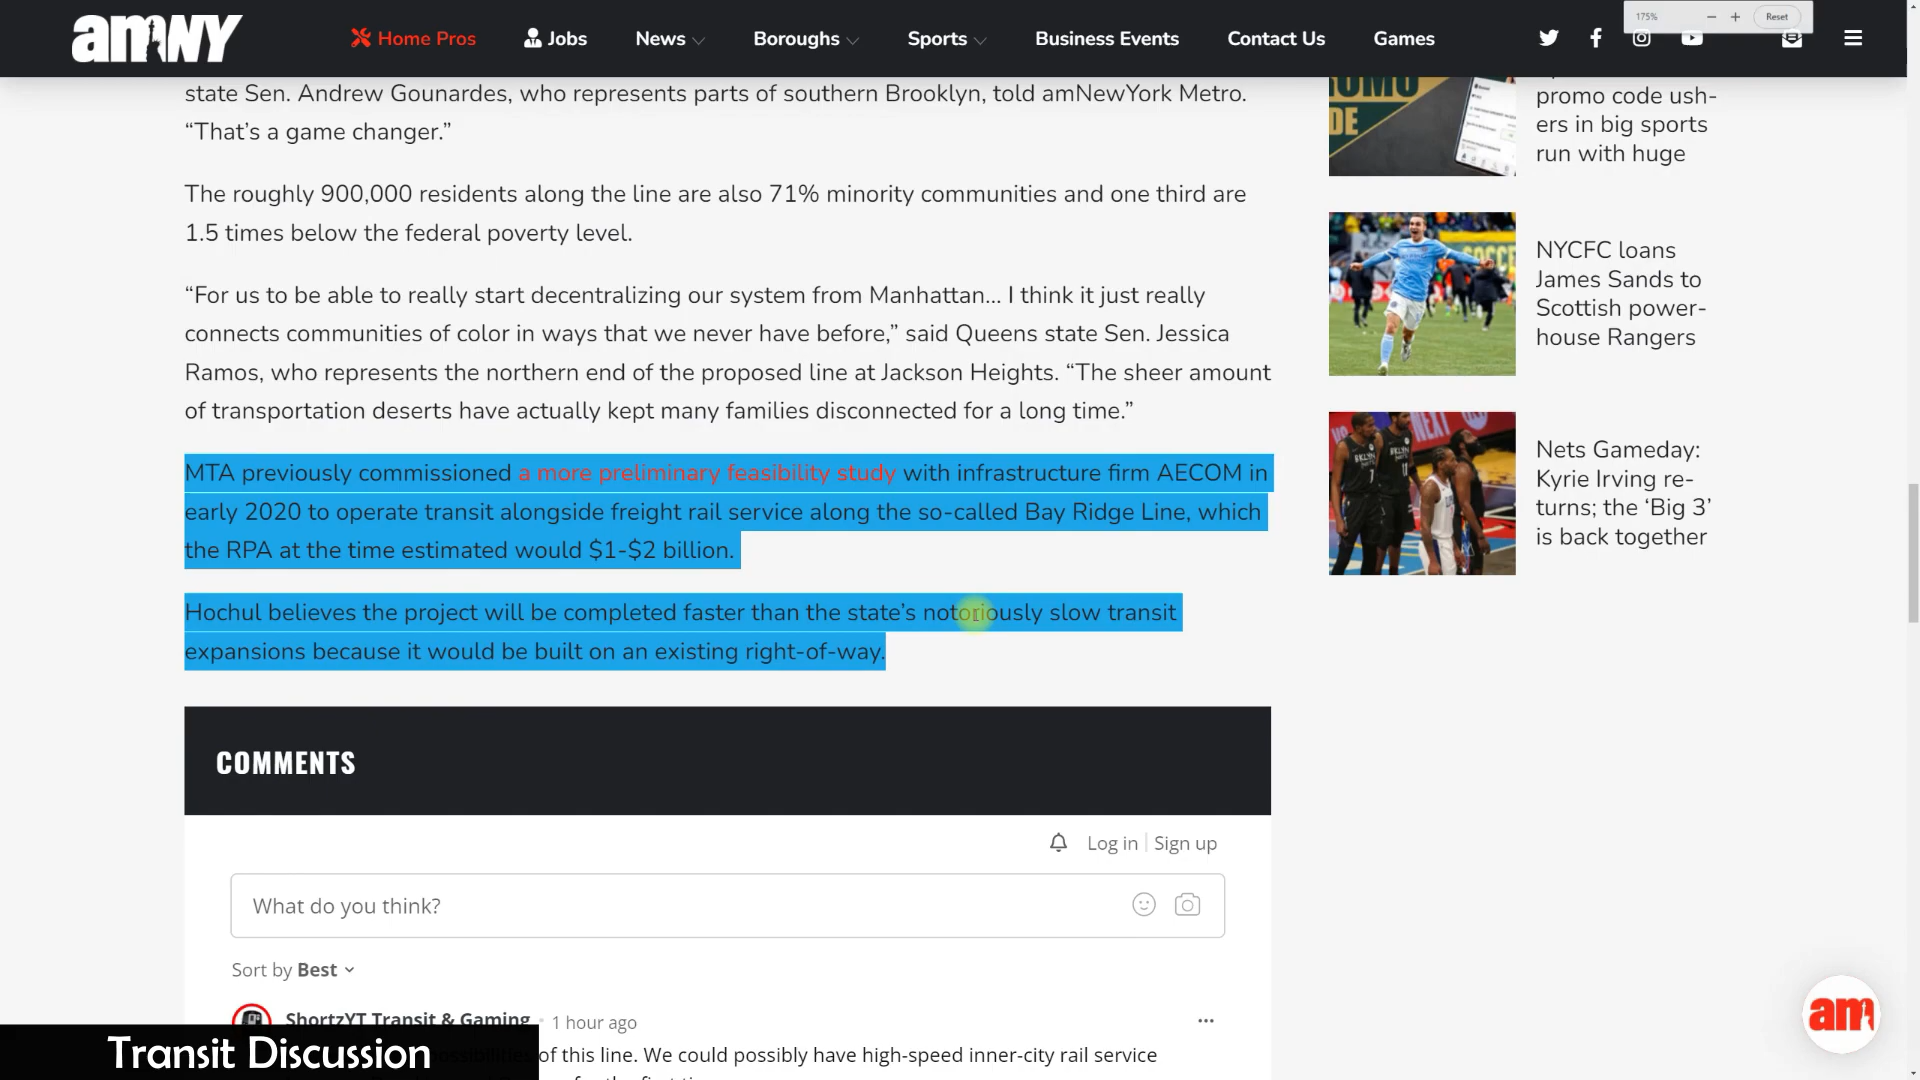 amNY
Home Pros
Jobs
News
Boroughs
Sports
Business Events
Contact Us
Games
175%
Reset
state Sen. Andrew Gounardes, who represents parts of southern Brooklyn, told amNewYork Metro.
“That’s a game changer.”
The roughly 900,000 residents along the line are also 71% minority communities and one third are
1.5 times below the federal poverty level.
“For us to be able to really start decentralizing our system from Manhattan… I think it just really
connects communities of color in ways that we never have before,” said Queens state Sen. Jessica
Ramos, who represents the northern end of the proposed line at Jackson Heights. “The sheer amount
of transportation deserts have actually kept many families disconnected for a long time.”
MTA previously commissioned a more preliminary feasibility study with infrastructure firm AECOM in
early 2020 to operate transit alongside freight rail service along the so-called Bay Ridge Line, which
the RPA at the time estimated would $1-$2 billion.
Hochul believes the project will be completed faster than the state’s notoriously slow transit
expansions because it would be built on an existing right-of-way.
COMMENTS
Log in
Sign up
What do you think?
Sort by Best
ShortzYT Transit & Gaming
1 hour ago
of this line. We could possibly have high-speed inner-city rail service
Transit Discussion
DE
promo code ush-
ers in big sports
run with huge
NYCFC loans
James Sands to
Scottish power-
house Rangers
Nets Gameday:
Kyrie Irving re-
turns; the ‘Big 3’
is back together
am